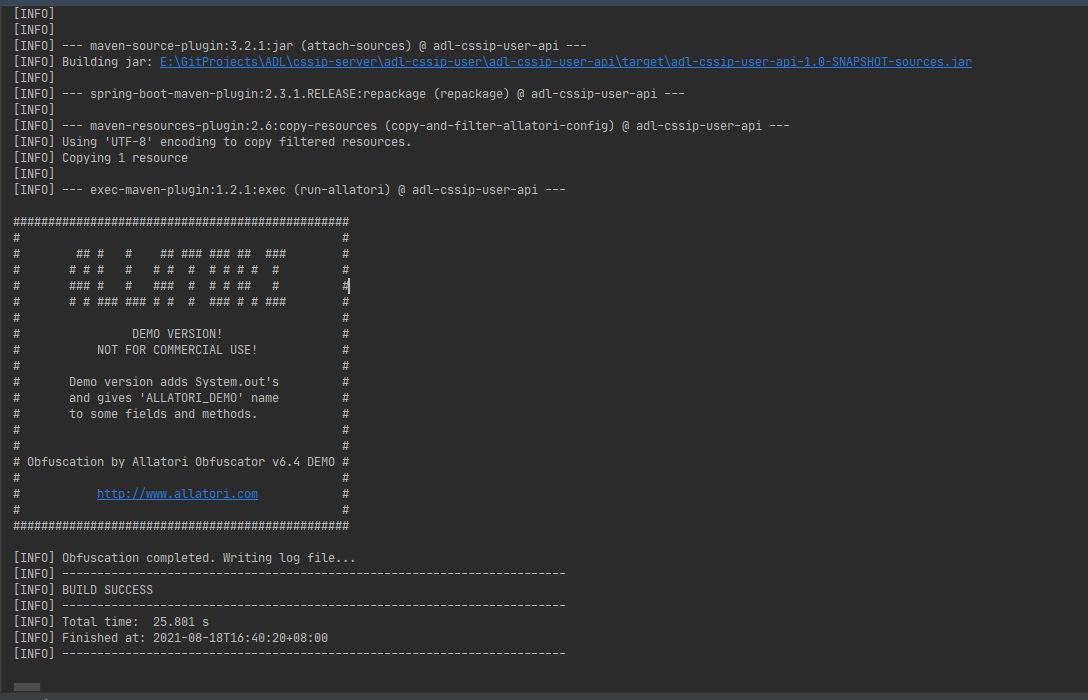 [INFO]
[INFO]
[INFO] --- maven-source-plugin:3.2.1:jar (attach-sources) @ adl-cssip-user-api ---
[INFO] Building jar: E:\GitProjects\ADL\cssip-server\adl-cssip-user\adl-cssip-user-api\target\adl-cssip-user-api-1.0-SNAPSHOT-sources.jar
[INFO]
[INFO] --- spring-boot-maven-plugin:2.3.1.RELEASE:repackage (repackage) @ adl-cssip-user-api ---
[INFO]
[INFO] --- maven-resources-plugin:2.6:copy-resources (copy-and-filter-allatori-config) @ adl-cssip-user-api ---
[INFO] Using 'UTF-8' encoding to copy filtered resources.
[INFO] Copying 1 resource
[INFO]
[INFO] --- exec-maven-plugin:1.2.1:exec (run-allatori) @ adl-cssip-user-api ---
################################################
#                                              #
#        ## #   #    ## ### ### ##  ###        #
#       # # #   #   # #  #  # # # #  #         #
#       ### #   #   ###  #  # # ##   #         #
#       # # ### ### # #  #  ### # # ###        #
#                                              #
#                DEMO VERSION!                 #
#           NOT FOR COMMERCIAL USE!            #
#                                              #
#       Demo version adds System.out's         #
#       and gives 'ALLATORI_DEMO' name         #
#       to some fields and methods.            #
#                                              #
#                                              #
# Obfuscation by Allatori Obfuscator v6.4 DEMO #
#                                              #
#           http://www.allatori.com            #
#                                              #
################################################
[INFO] Obfuscation completed. Writing log file...
[INFO] ------------------------------------------------------------------------
[INFO] BUILD SUCCESS
[INFO] ------------------------------------------------------------------------
[INFO] Total time:  25.801 s
[INFO] Finished at: 2021-08-18T16:40:20+08:00
[INFO] ------------------------------------------------------------------------